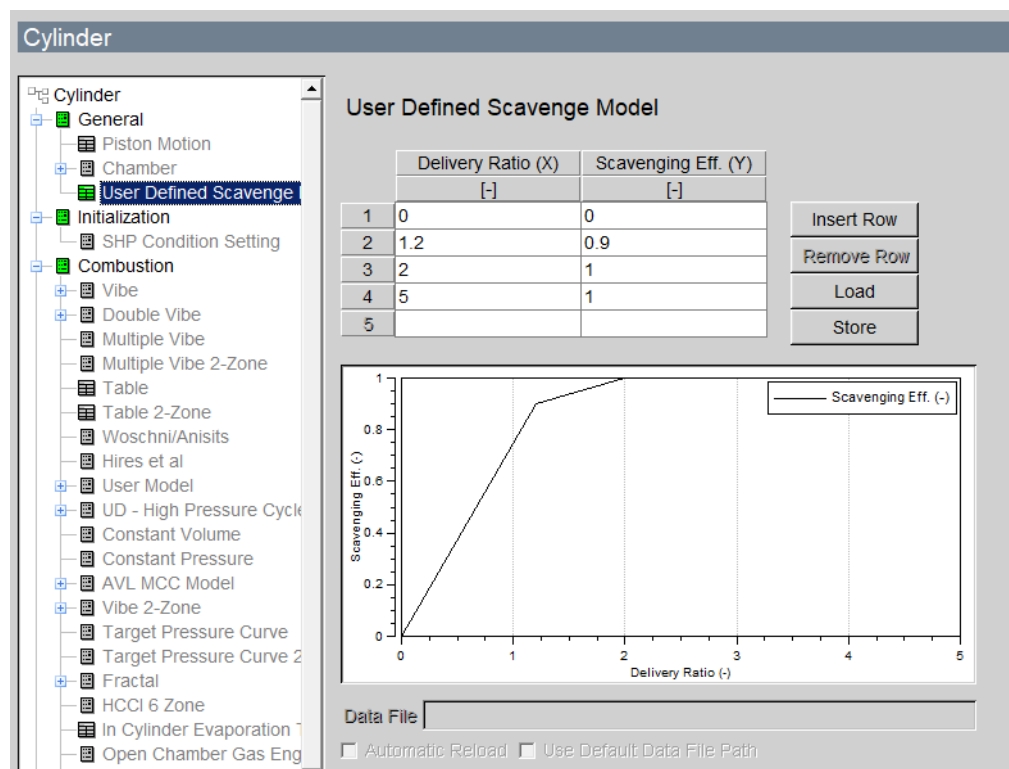 Cylinder
Cylinder
General
Piston Motion
Chamber
User Defined Scavenge
Initialization
SHP Condition Setting
Combustion
Vibe
Double Vibe
Multiple Vibe
Multiple Vibe 2-Zone
Table
Table 2-Zone
Woschni/Anisits
Hires et al
User Model
UD - High Pressure Cycle
Constant Volume
Constant Pressure
AVL MCC Model
Vibe 2-Zone
Target Pressure Curve
Target Pressure Curve 2
Fractal
HCCI 6 Zone
In Cylinder Evaporation
Open Chamber Gas Eng
User Defined Scavenge Model
Delivery Ratio (X) Scavenging Eff. (Y)
[-] [-]
1 0 0
2 1.2 0.9
3 2 1
4 5 1
5
Insert Row
Remove Row
Load
Store
Scavenging Eff. (-)
1
0.8
0.6
0.4
0.2
0
Scavenging Eff. (-)
0 1 2 3 4 5
Delivery Ratio (-)
Data File
Automatic Reload Use Default Data File Path